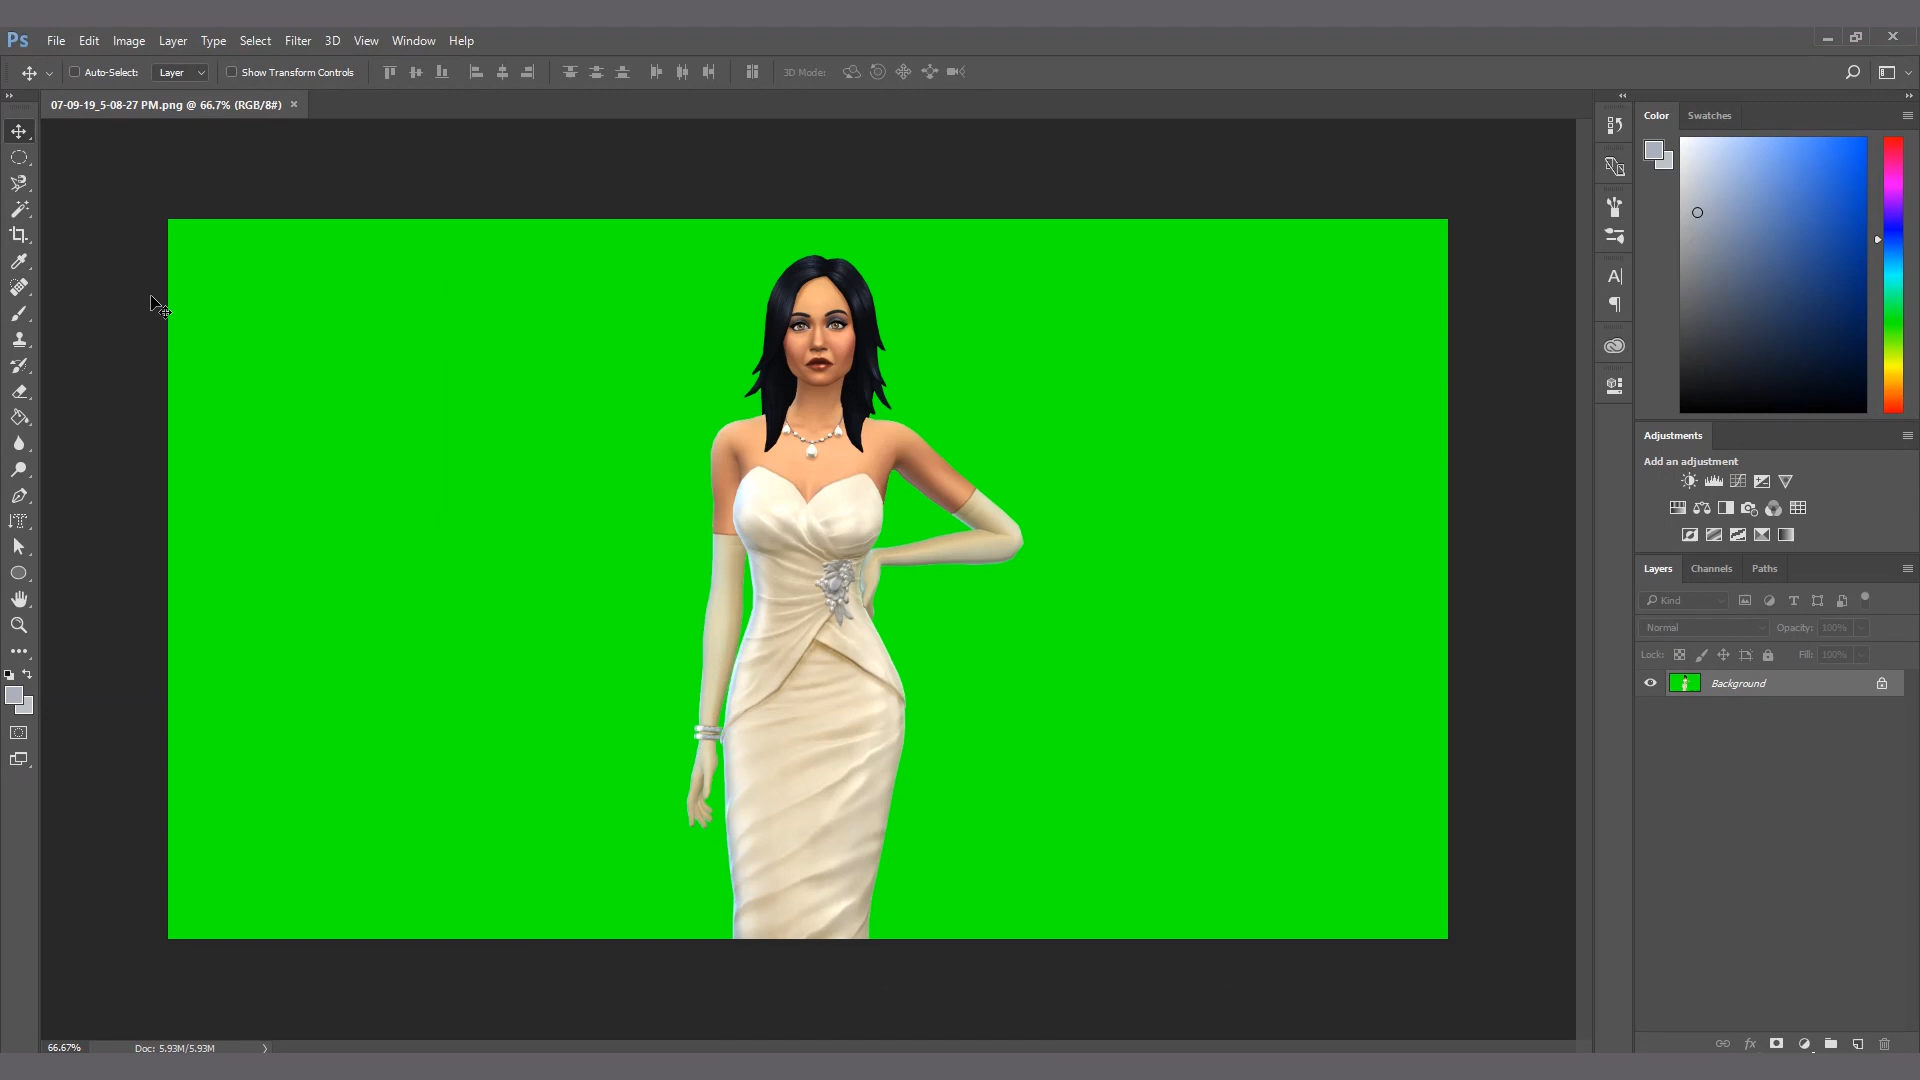 Ps File Edit Image Layer Type Select Filter 3D View Window Help
Auto-Select: Layer Show Transform Controls 3D Mode:
07-09-19_5-08-27 PM.png @ 66.7% (RGB/8#) ×
Color Swatches
Adjustments
Add an adjustment
Layers Channels Paths
Kind
Normal Opacity: 100%
Lock: Fill: 100%
Background
fx
66.67% Doc: 5.93M/5.93M